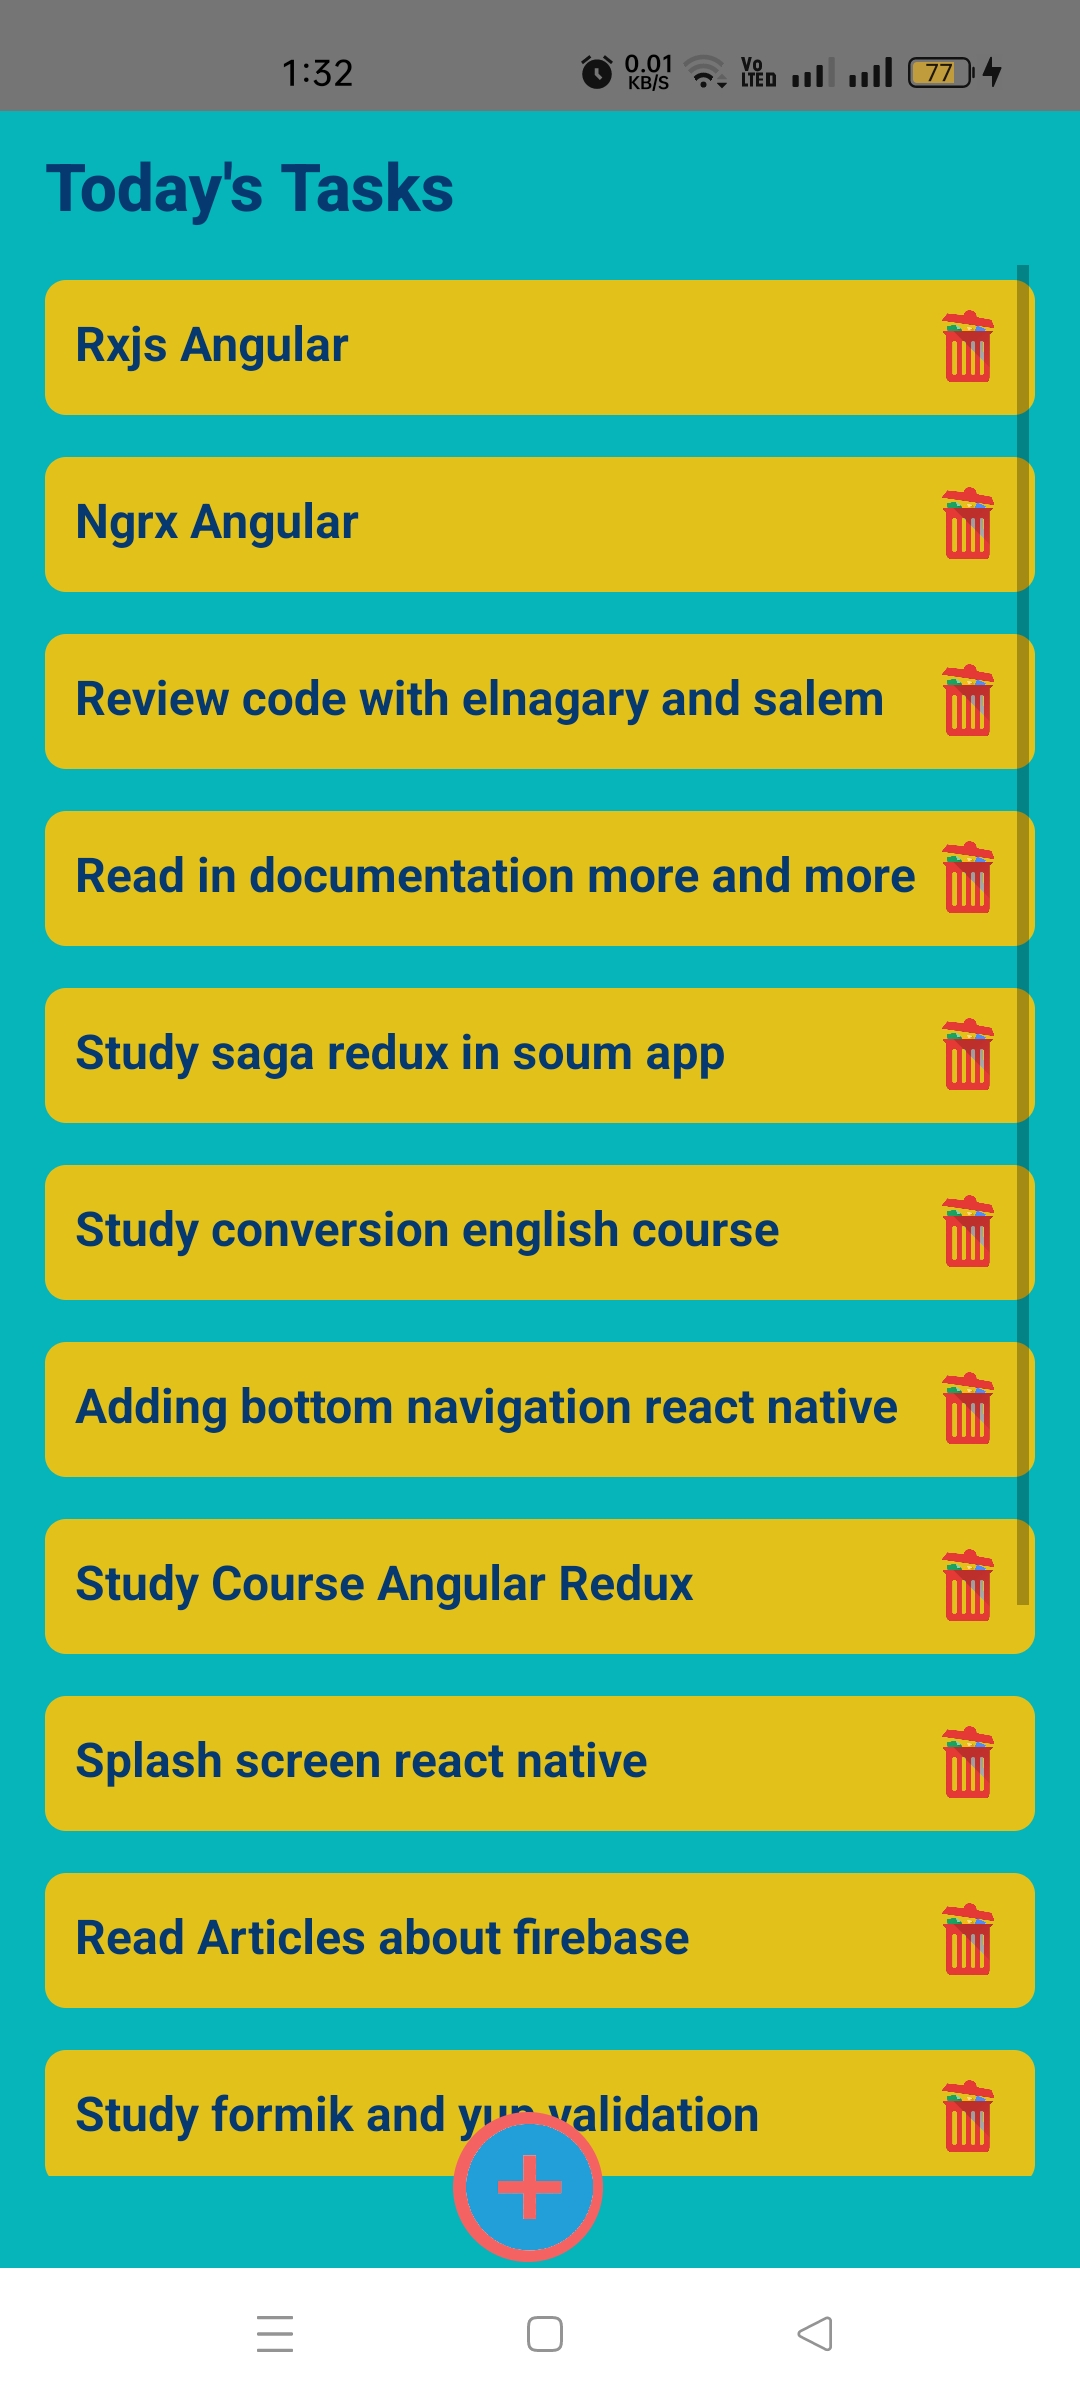 1:32 0.01 KB/S Vo LTED 77
Today's Tasks
Rxjs Angular
Ngrx Angular
Review code with elnagary and salem
Read in documentation more and more
Study saga redux in soum app
Study conversion english course
Adding bottom navigation react native
Study Course Angular Redux
Splash screen react native
Read Articles about firebase
Study formik and yup validation